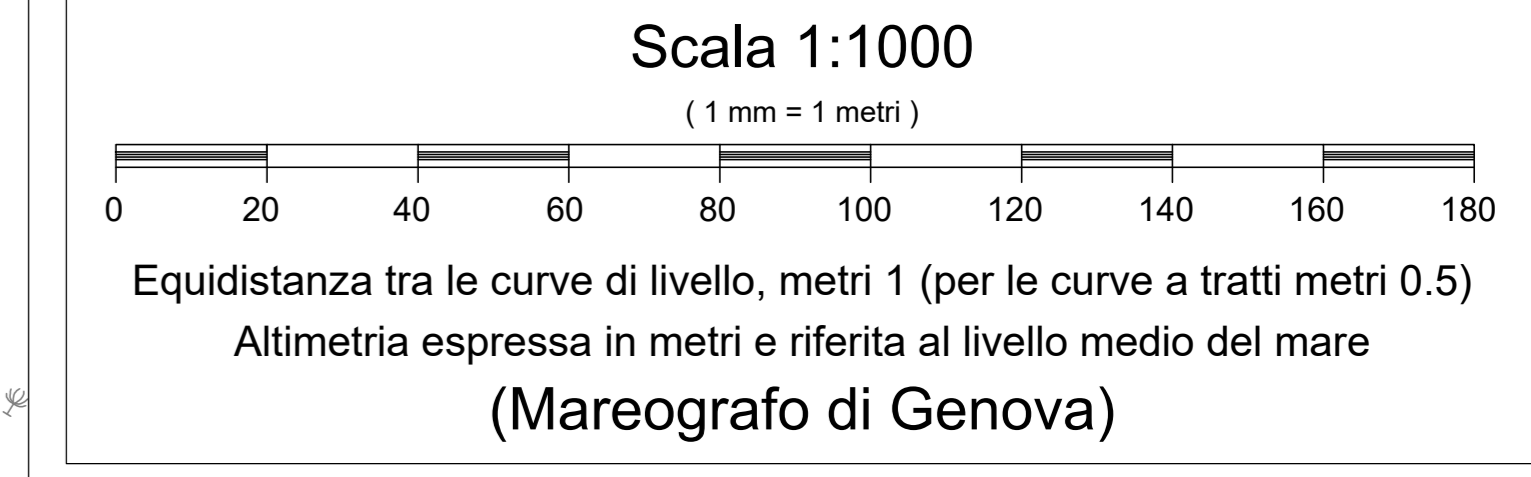 Scala 1:1000
( 1 mm = 1 metri )
0 20 40 60 80 100 120 140 160 180
Equidistanza tra le curve di livello, metri 1 (per le curve a tratti metri 0.5)
Altimetria espressa in metri e riferita al livello medio del mare
(Mareografo di Genova)